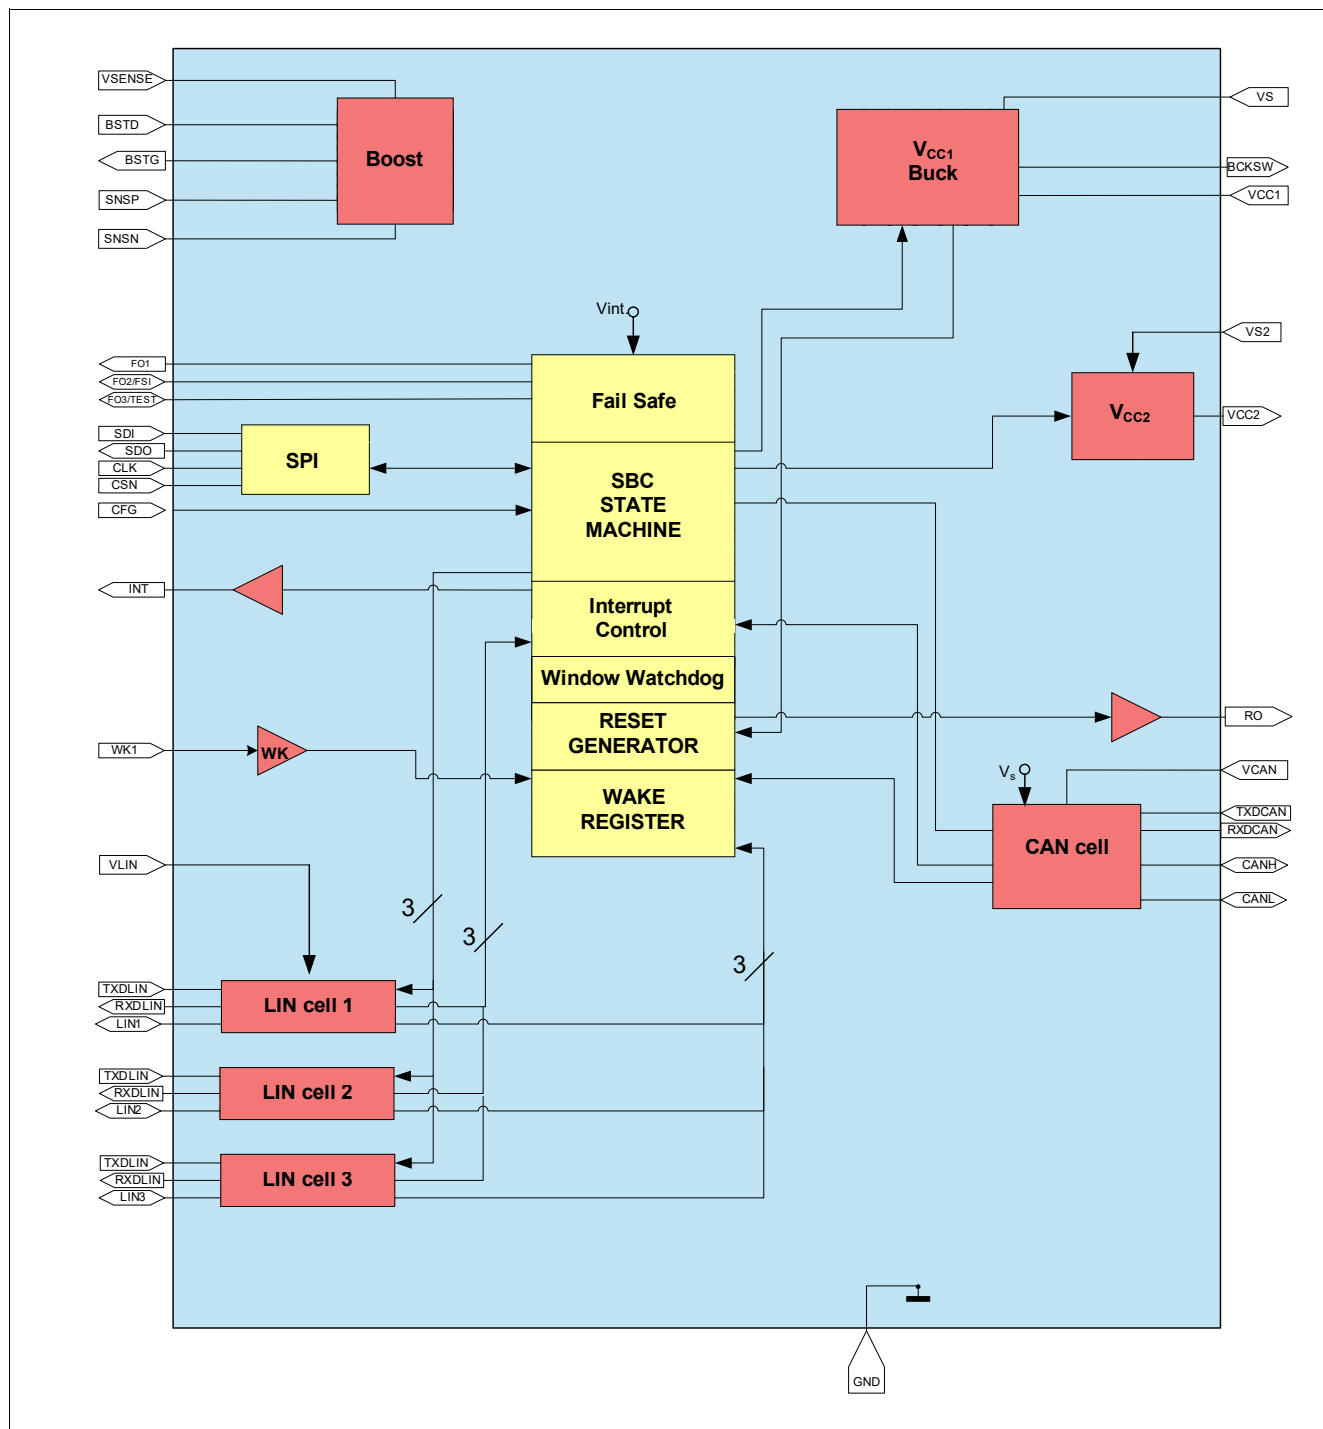 VSENSE
BSTD
BSTG
SNSP
SNSN
Boost
VCC1
Buck
VS
BCKSW
VCC1
Vint.
VS2
VCC2
VCC2
FO1
FO2/FSI
FO3/TEST
SDI
SDO
CLK
CSN
CFG
SPI
Fail Safe
SBC
STATE
MACHINE
INT
Interrupt
Control
Window Watchdog
RESET
GENERATOR
RO
WK1
WK
WAKE
REGISTER
Vs
VCAN
TXDCAN
RXDCAN
CANH
CANL
CAN cell
VLIN
3
3
3
TXDLIN
RXDLIN
LIN1
LIN cell 1
TXDLIN
RXDLIN
LIN2
LIN cell 2
TXDLIN
RXDLIN
LIN3
LIN cell 3
GND